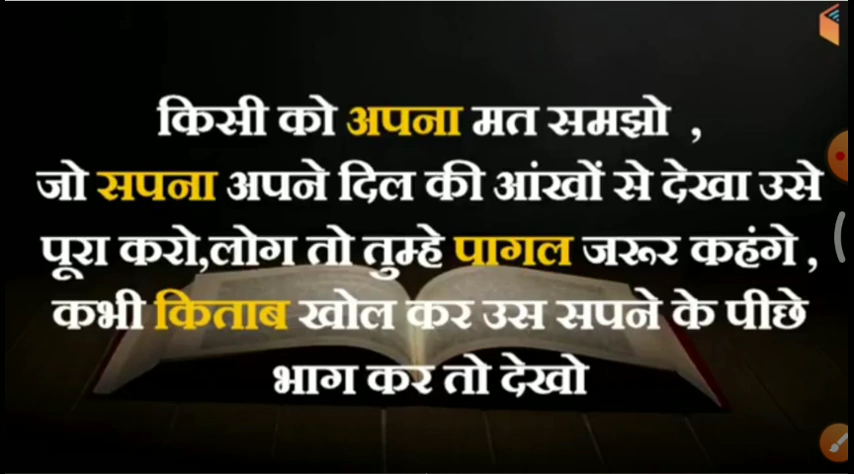 किसी को अपना मत समझो ,
जो सपना अपने दिल की आंखों से देखा उसे
पूरा करो,लोग तो तुम्हे पागल जरूर कहंगे ,
कभी किताब खोल कर उस सपने के पीछे
भाग कर तो देखो